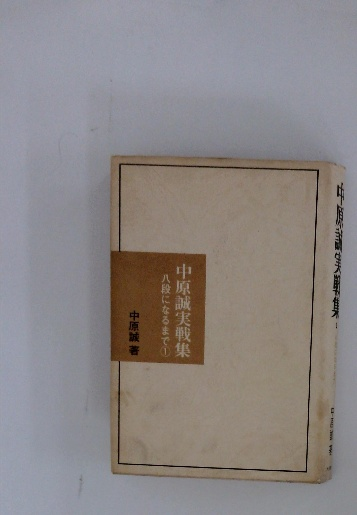 中原誠実戦集
八段になるまで①
中原誠 著
中原誠実戦集